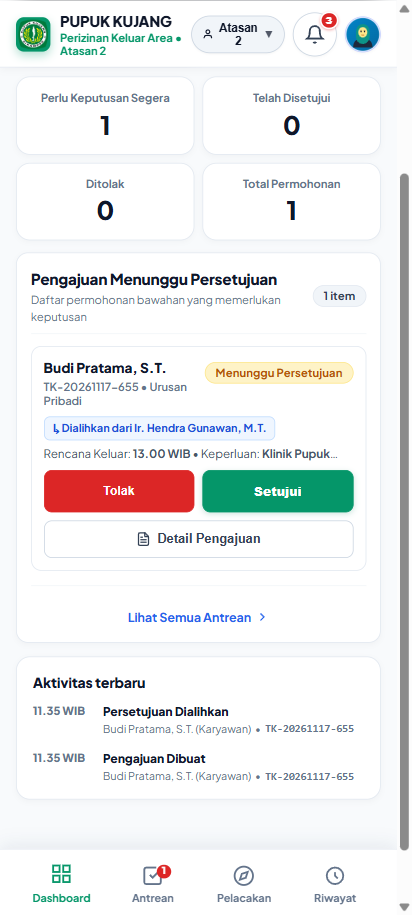 PUPUK KUJANG
Perizinan Keluar Area •
Atasan 2
Atasan
2
3
Perlu Keputusan Segera
1
Telah Disetujui
0
Ditolak
0
Total Permohonan
1
Pengajuan Menunggu Persetujuan
Daftar permohonan bawahan yang memerlukan
keputusan
1 item
Budi Pratama, S.T.
Menunggu Persetujuan
TK-20261117-655 • Urusan
Pribadi
↳ Dialihkan dari Ir. Hendra Gunawan, M.T.
Rencana Keluar: 13.00 WIB • Keperluan: Klinik Pupuk...
Tolak
Setujui
Detail Pengajuan
Lihat Semua Antrean
Aktivitas terbaru
11.35 WIB
Persetujuan Dialihkan
Budi Pratama, S.T. (Karyawan) • TK-20261117-655
11.35 WIB
Pengajuan Dibuat
Budi Pratama, S.T. (Karyawan) • TK-20261117-655
Dashboard
1
Antrean
Pelacakan
Riwayat